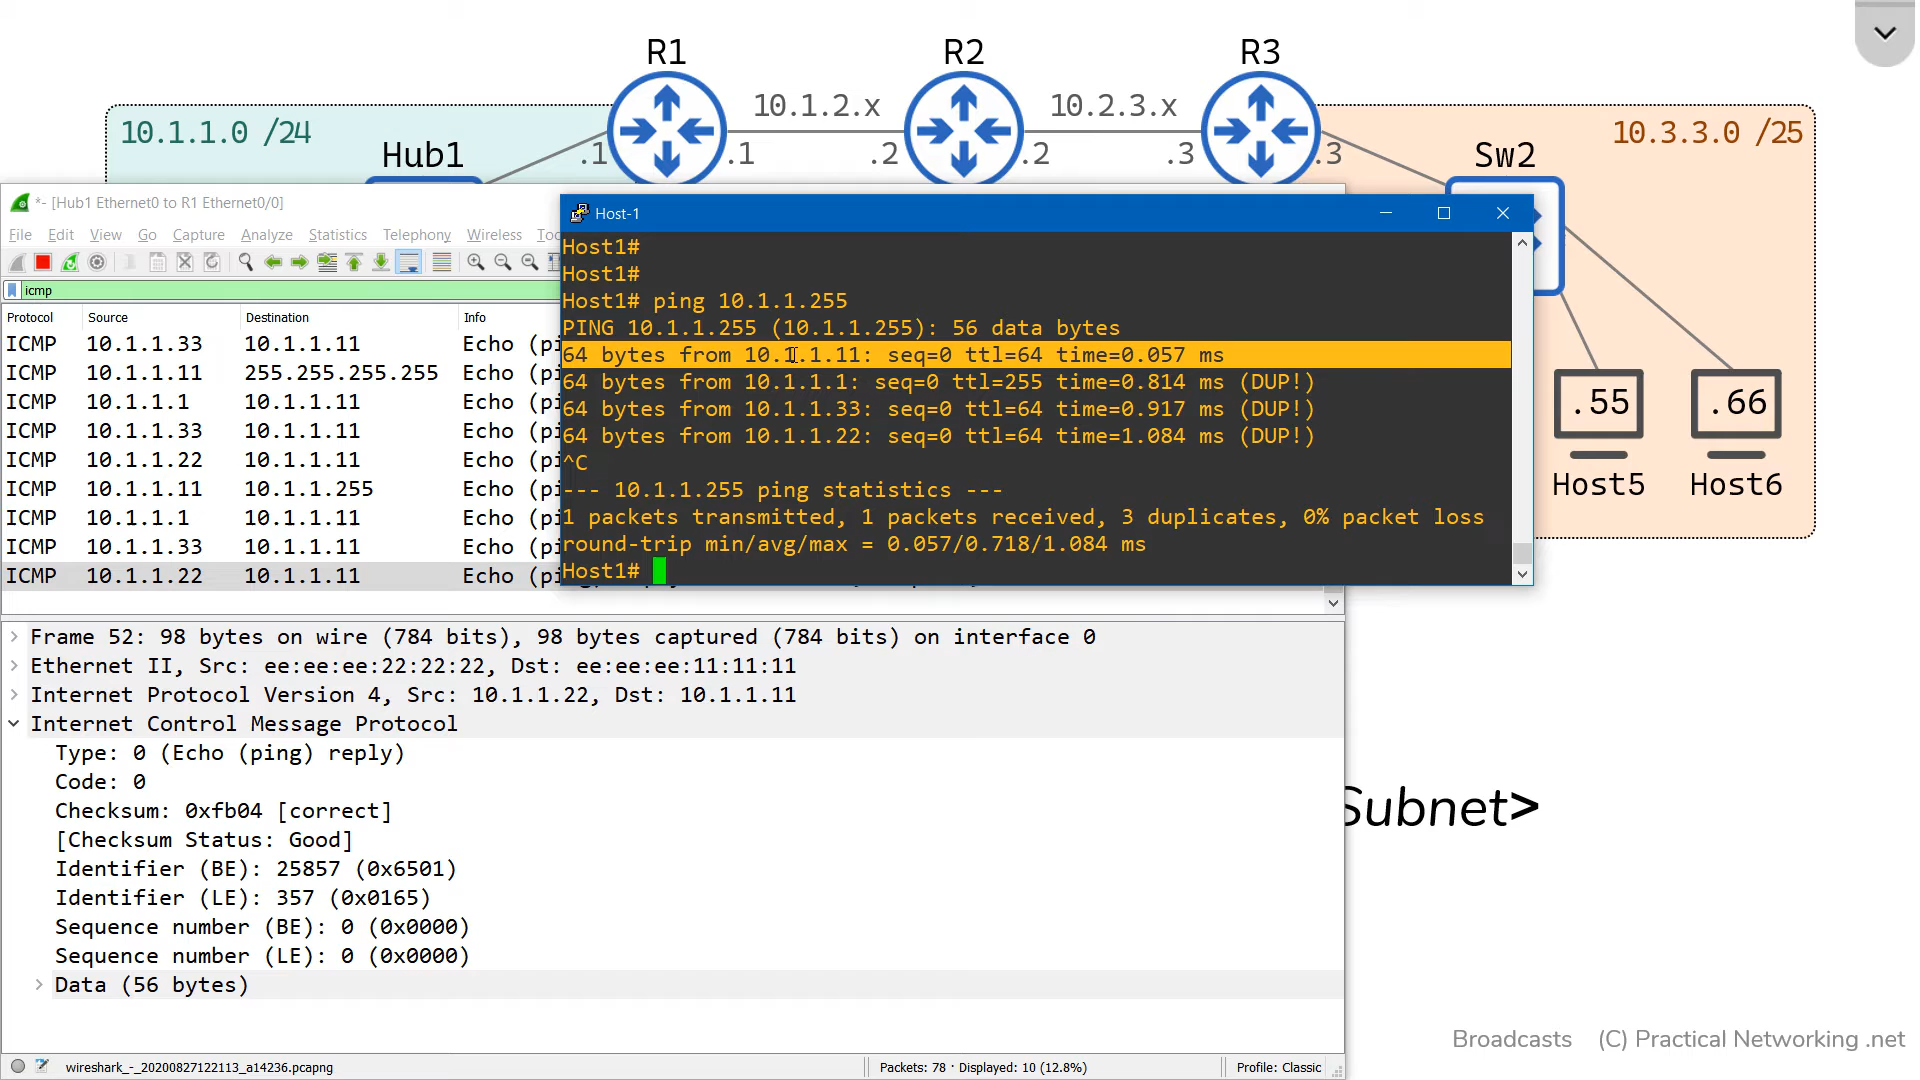 R1
R2
R3
10.1.2.x
10.2.3.x
10.1.1.0 /24
10.3.3.0 /25
Hub1
Sw2
.1
.1
.2
.2
.3
.3
*- [Hub1 Ethernet0 to R1 Ethernet0/0]
File Edit View Go Capture Analyze Statistics Telephony Wireless
icmp
Protocol Source Destination Info
ICMP 10.1.1.33 10.1.1.11 Echo (pi
ICMP 10.1.1.11 255.255.255.255 Echo (pi
ICMP 10.1.1.1 10.1.1.11 Echo (pi
ICMP 10.1.1.33 10.1.1.11 Echo (pi
ICMP 10.1.1.22 10.1.1.11 Echo (pi
ICMP 10.1.1.11 10.1.1.255 Echo (pi
ICMP 10.1.1.1 10.1.1.11 Echo (pi
ICMP 10.1.1.33 10.1.1.11 Echo (pi
ICMP 10.1.1.22 10.1.1.11 Echo (pi
Host-1
Host1#
Host1#
Host1# ping 10.1.1.255
PING 10.1.1.255 (10.1.1.255): 56 data bytes
64 bytes from 10.1.1.11: seq=0 ttl=64 time=0.057 ms
64 bytes from 10.1.1.1: seq=0 ttl=255 time=0.814 ms (DUP!)
64 bytes from 10.1.1.33: seq=0 ttl=64 time=0.917 ms (DUP!)
64 bytes from 10.1.1.22: seq=0 ttl=64 time=1.084 ms (DUP!)
^C
--- 10.1.1.255 ping statistics ---
1 packets transmitted, 1 packets received, 3 duplicates, 0% packet loss
round-trip min/avg/max = 0.057/0.718/1.084 ms
Host1#
.55
.66
Host5
Host6
Frame 52: 98 bytes on wire (784 bits), 98 bytes captured (784 bits) on interface 0
Ethernet II, Src: ee:ee:ee:22:22:22, Dst: ee:ee:ee:11:11:11
Internet Protocol Version 4, Src: 10.1.1.22, Dst: 10.1.1.11
Internet Control Message Protocol
Type: 0 (Echo (ping) reply)
Code: 0
Checksum: 0xfb04 [correct]
[Checksum Status: Good]
Identifier (BE): 25857 (0x6501)
Identifier (LE): 357 (0x0165)
Sequence number (BE): 0 (0x0000)
Sequence number (LE): 0 (0x0000)
Data (56 bytes)
Subnet>
Broadcasts (C) Practical Networking .net
wireshark_-_20200827122113_a14236.pcapng
Packets: 78 · Displayed: 10 (12.8%)
Profile: Classic